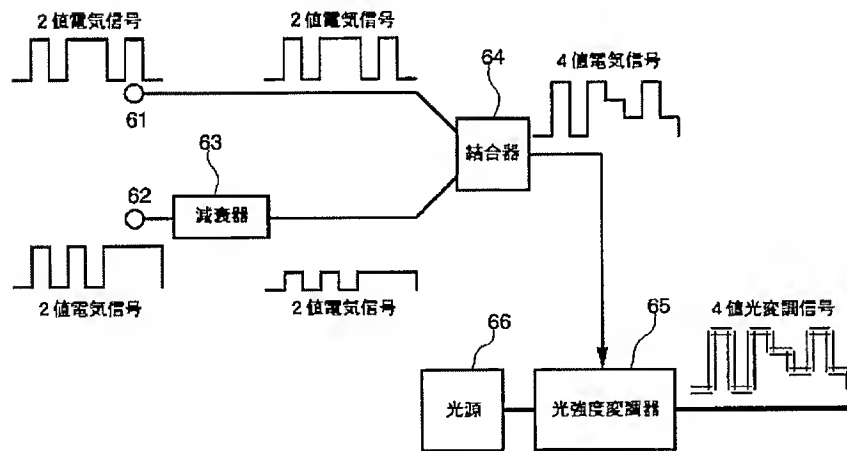 2値電気信号
2値電気信号
64
4値電気信号
61
結合器
63
62
減衰器
2値電気信号
2値電気信号
66
65
4値光変調信号
光源
光強度変調器